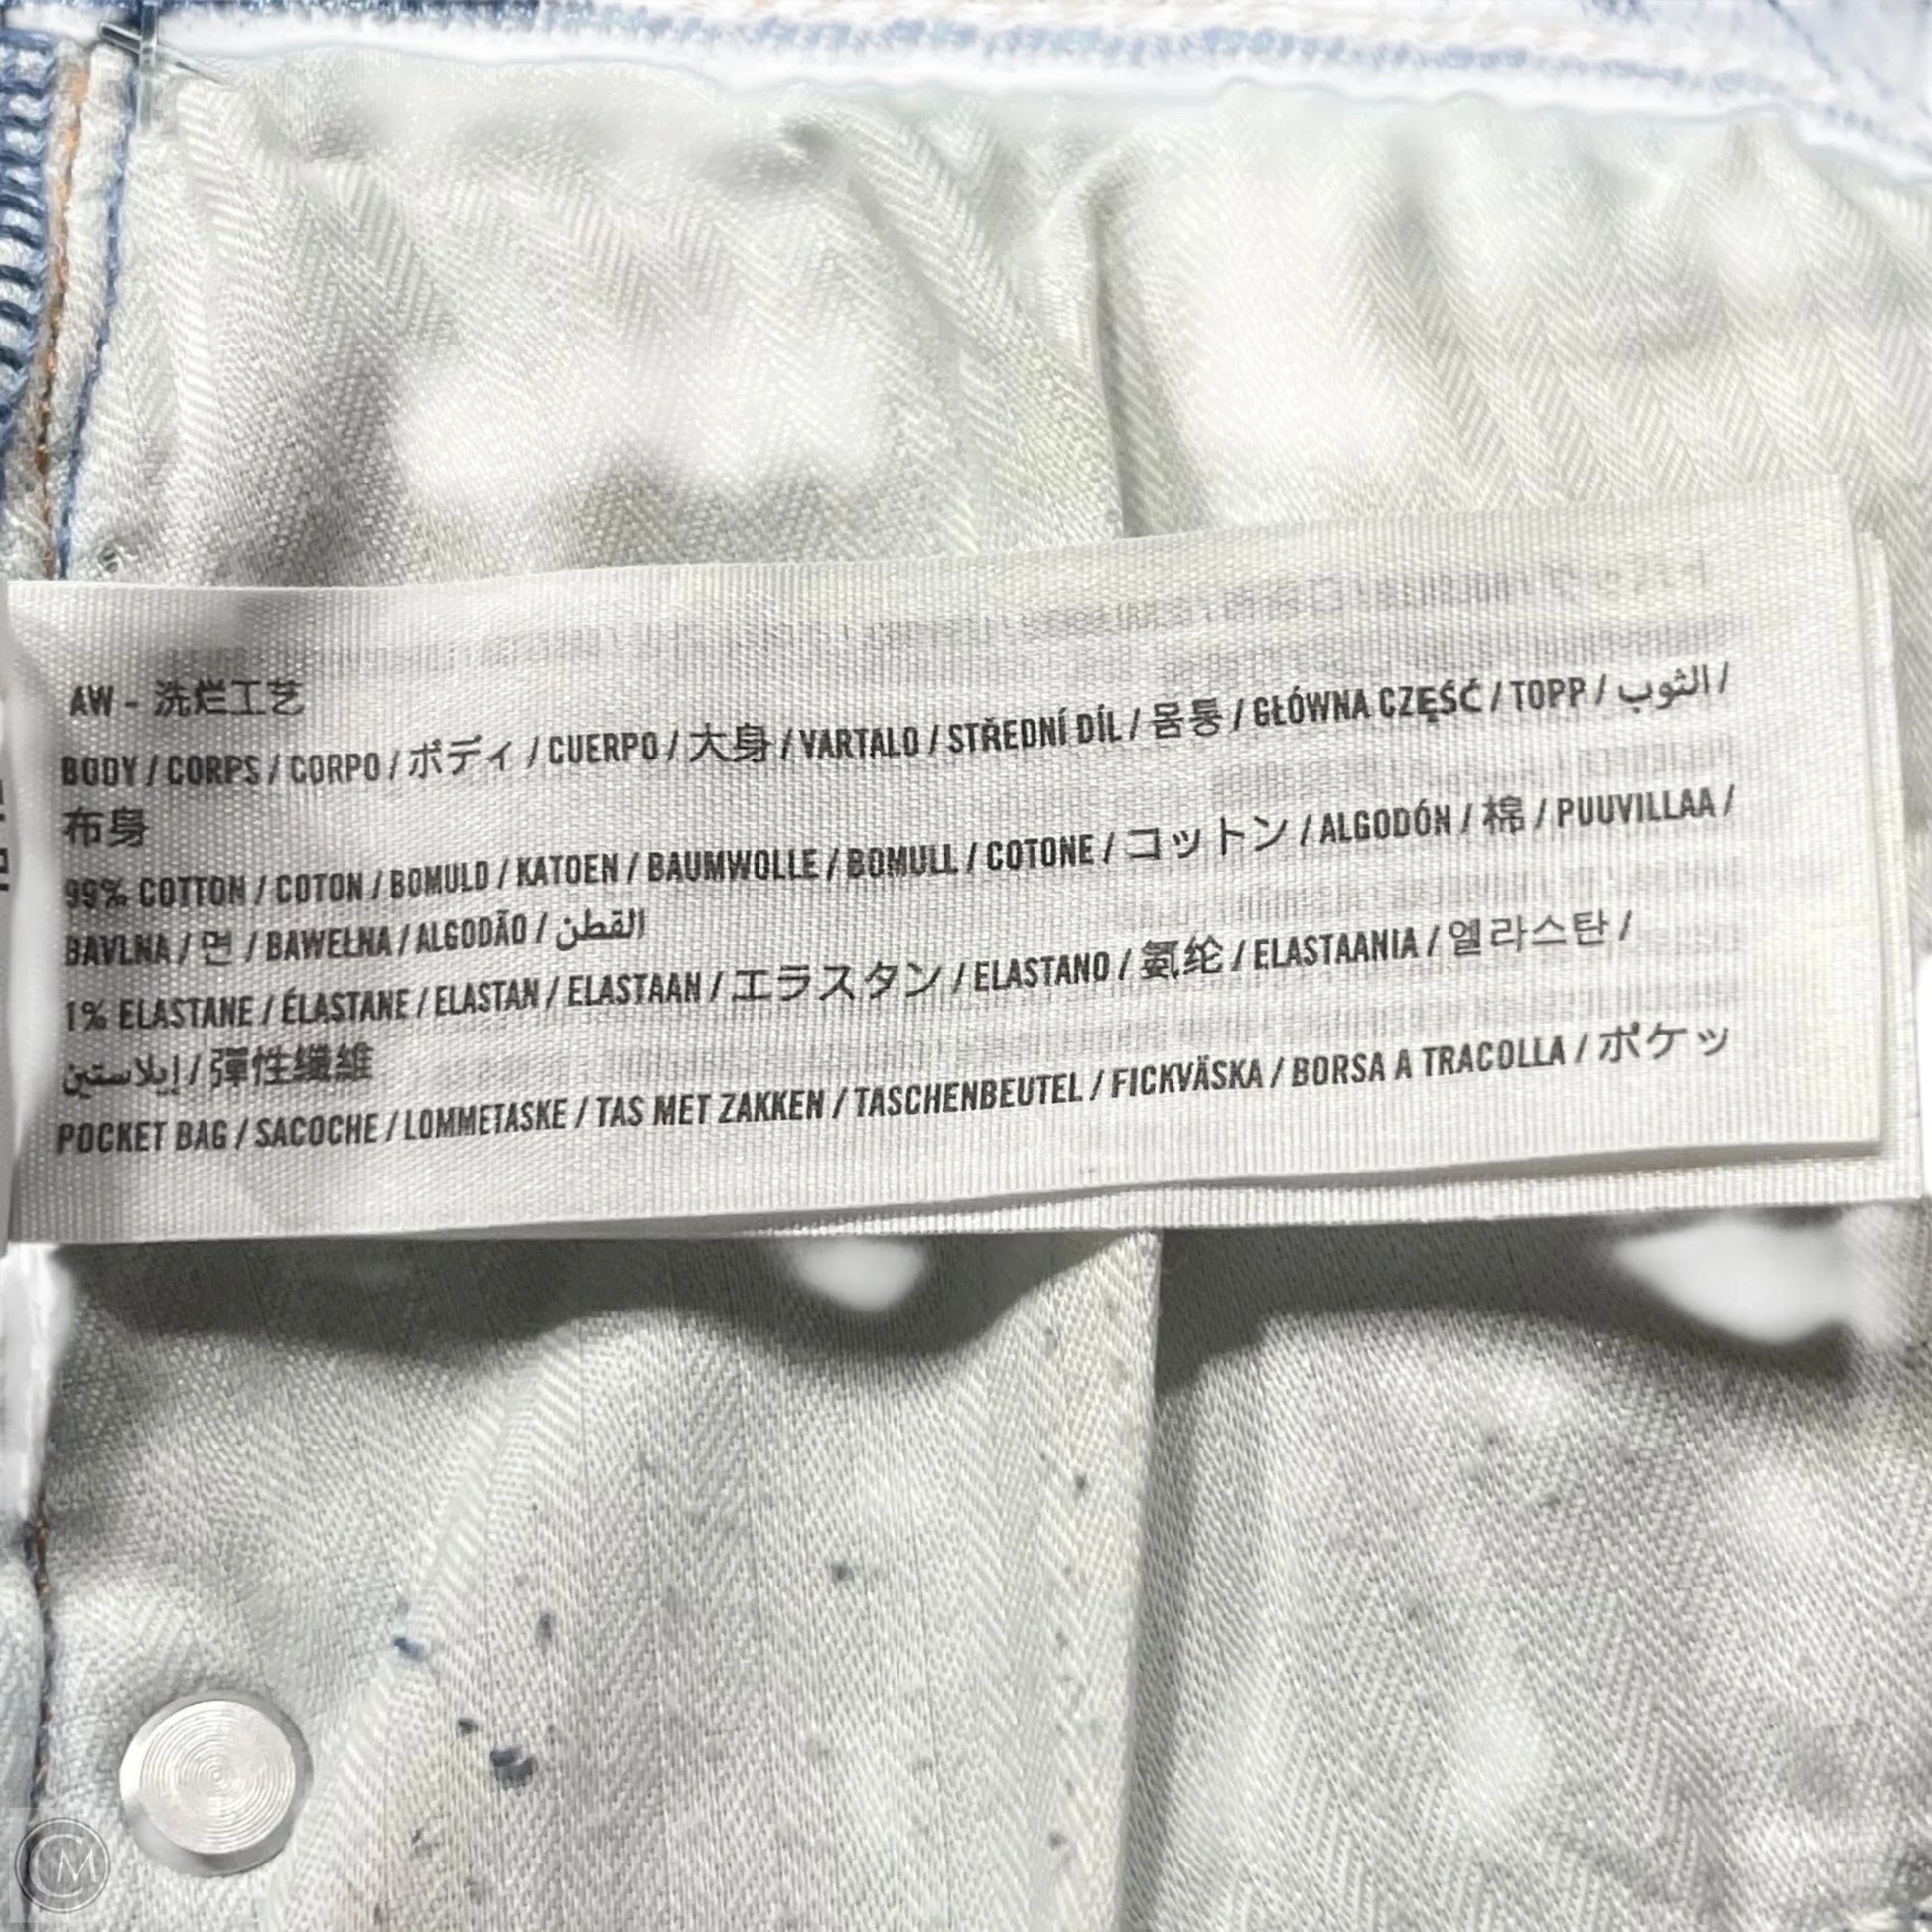 AW - 洗烂工艺
BODY / CORPS / CORPO / ボディ / CUERPO / 大身 / VARTALO / STŘEDNÍ DÍL / 몸통 / GŁÓWNA CZĘŚĆ / TOPP / الثوب /
布身
99% COTTON / COTON / BOMULD / KATOEN / BAUMWOLLE / BOMULL / COTONE / コットン / ALGODÓN / 棉 / PUUVILLAA /
BAVLNA / 면 / BAWEŁNA / ALGODÃO / القطن
1% ELASTANE / ÉLASTANE / ELASTAN / ELASTAAN / エラスタン / ELASTANO / 氨纶 / ELASTAANIA / 엘라스탄 /
إيلاستين / 彈性纖維
POCKET BAG / SACOCHE / LOMMETASKE / TAS MET ZAKKEN / TASCHENBEUTEL / FICKVÄSKA / BORSA A TRACOLLA / ポケッ
CM